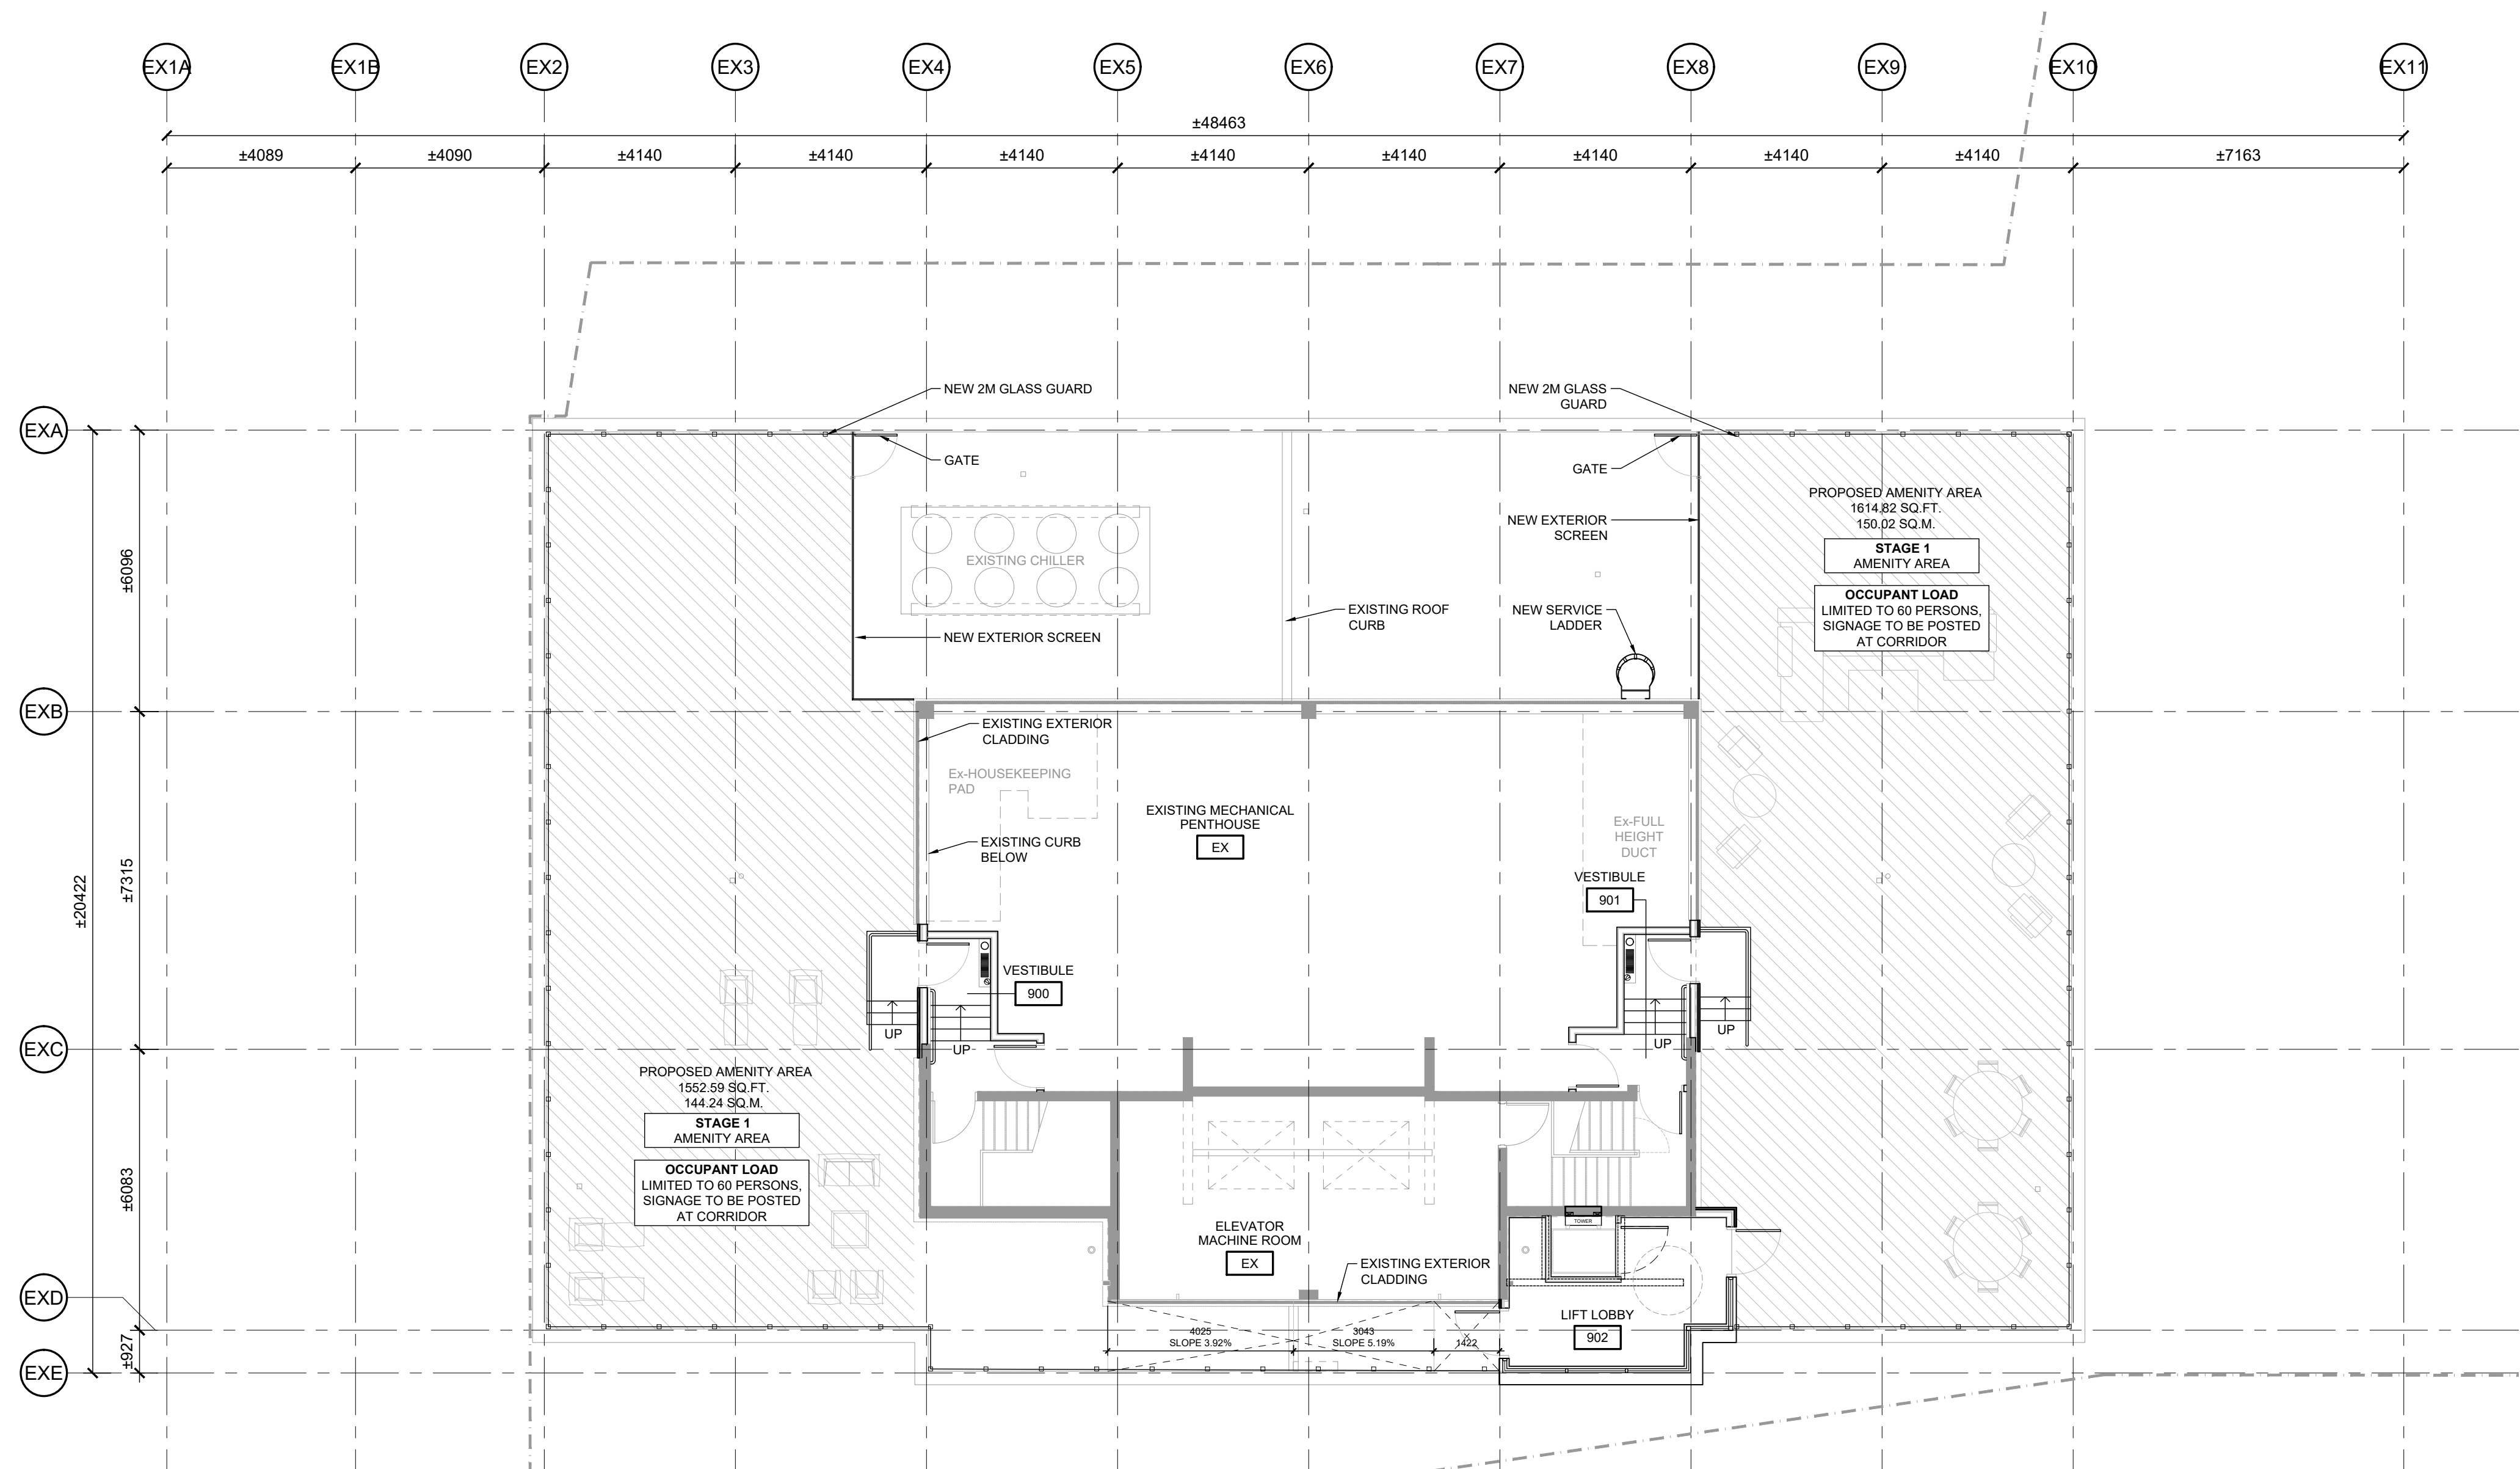 EX1A
EX1B
EX2
EX3
EX4
EX5
EX6
EX7
EX8
EX9
EX10
EX11
±48463
±4089
±4090
±4140
±4140
±4140
±4140
±4140
±4140
±4140
±4140
±7163
EXA
EXB
EXC
EXD
EXE
±20422
±6096
±7315
±6083
±927
NEW 2M GLASS GUARD
GATE
EXISTING CHILLER
NEW EXTERIOR SCREEN
EXISTING ROOF
CURB
NEW 2M GLASS
GUARD
GATE
NEW EXTERIOR
SCREEN
NEW SERVICE
LADDER
PROPOSED AMENITY AREA
1614.82 SQ.FT.
150.02 SQ.M.
STAGE 1
AMENITY AREA
OCCUPANT LOAD
LIMITED TO 60 PERSONS,
SIGNAGE TO BE POSTED
AT CORRIDOR
EXISTING EXTERIOR
CLADDING
Ex-HOUSEKEEPING
PAD
EXISTING CURB
BELOW
EXISTING MECHANICAL
PENTHOUSE
EX
Ex-FULL
HEIGHT
DUCT
VESTIBULE
901
VESTIBULE
900
UP
UP
UP
UP
PROPOSED AMENITY AREA
1552.59 SQ.FT.
144.24 SQ.M.
STAGE 1
AMENITY AREA
OCCUPANT LOAD
LIMITED TO 60 PERSONS,
SIGNAGE TO BE POSTED
AT CORRIDOR
ELEVATOR
MACHINE ROOM
EX
EXISTING EXTERIOR
CLADDING
TOWER
LIFT LOBBY
902
4025
SLOPE 3.92%
3043
SLOPE 5.19%
1422